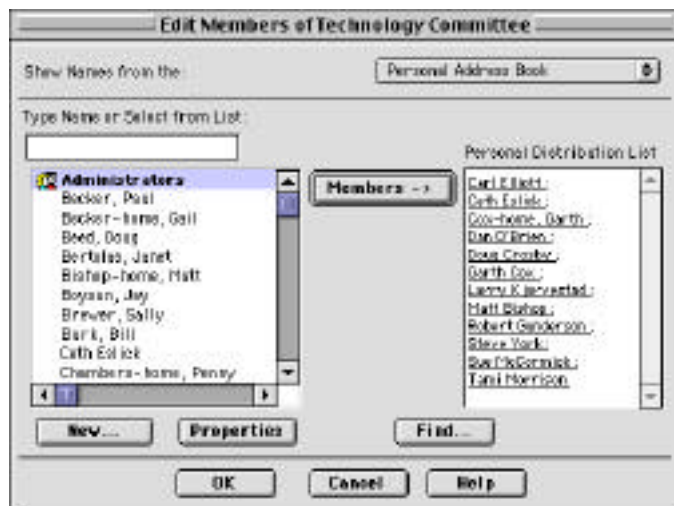 Edit Members of Technology Committee
Show Names from the:
Personal Address Book
Type Name or Select from List:
Personal Distribution List
Administrators
Becker, Paul
Becker-home, Gail
Beed, Doug
Bertulus, Janet
Bishop-home, Matt
Boysen, Jay
Brewer, Sally
Burk, Bill
Cath Eslick
Chambers-home, Penny
Members ->
Carl Elliott;
Cath Eslick;
Cox-home, Garth;
Dan O'Brien;
Doug Crosby;
Garth Cox;
Larry
Matt Bishop;
Robert Gunderson;
Steve York;
Sue McCormick;
Tami Morrison
New...
Properties
Find...
OK
Cancel
Help